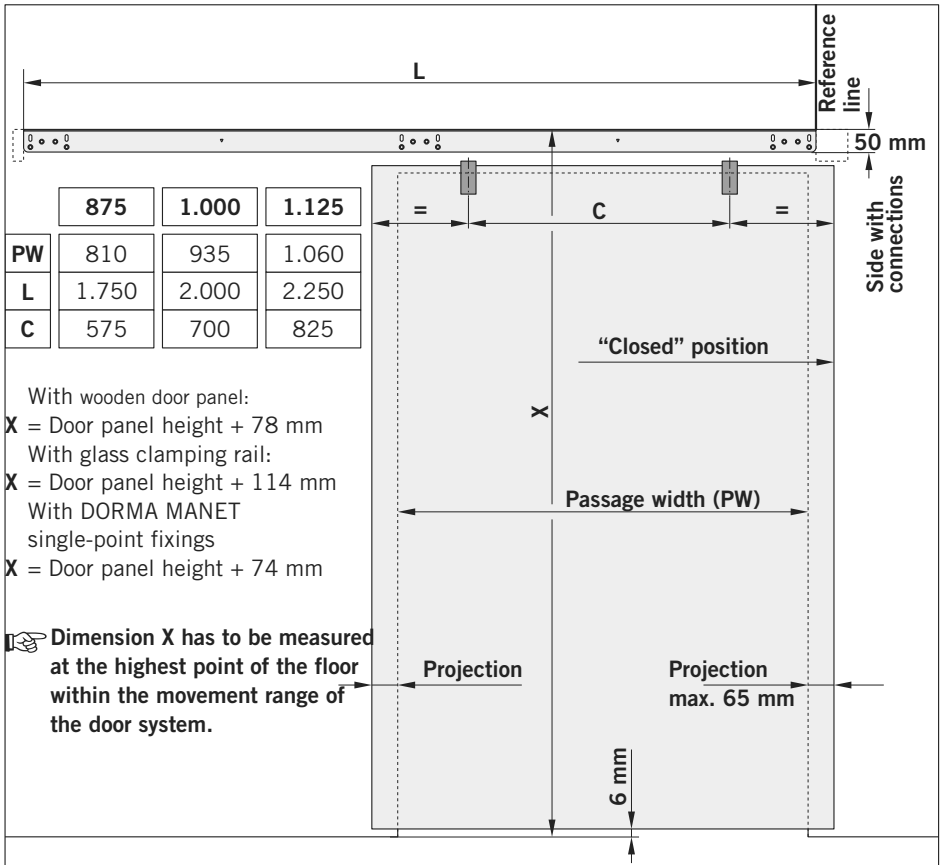 L
Reference
line
50 mm
Side with
connections
= C =
875 1.000 1.125
PW 810 935 1.060
L 1.750 2.000 2.250
C 575 700 825
“Closed” position
X
With wooden door panel:
X = Door panel height + 78 mm
With glass clamping rail:
X = Door panel height + 114 mm
With DORMA MANET
single-point fixings
X = Door panel height + 74 mm
Passage width (PW)
Dimension X has to be measured
at the highest point of the floor
within the movement range of
the door system.
Projection
Projection
max. 65 mm
6 mm